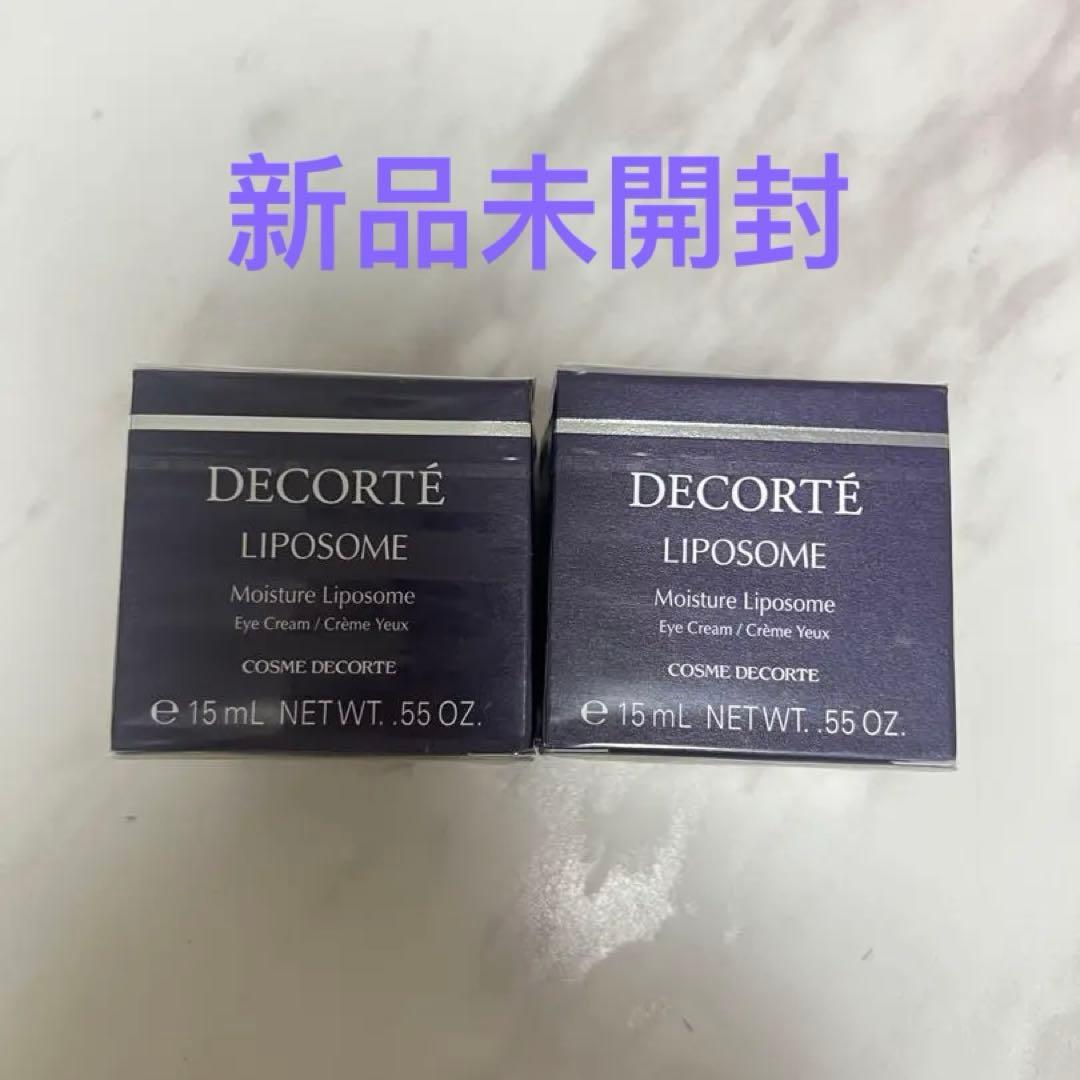 新品未開封
DECORTÉ
LIPOSOME
Moisture Liposome
Eye Cream / Crème Yeux
COSME DECORTE
℮ 15 mL NET WT. .55 OZ.
DECORTÉ
LIPOSOME
Moisture Liposome
Eye Cream / Crème Yeux
COSME DECORTE
℮ 15 mL NET WT. .55 OZ.